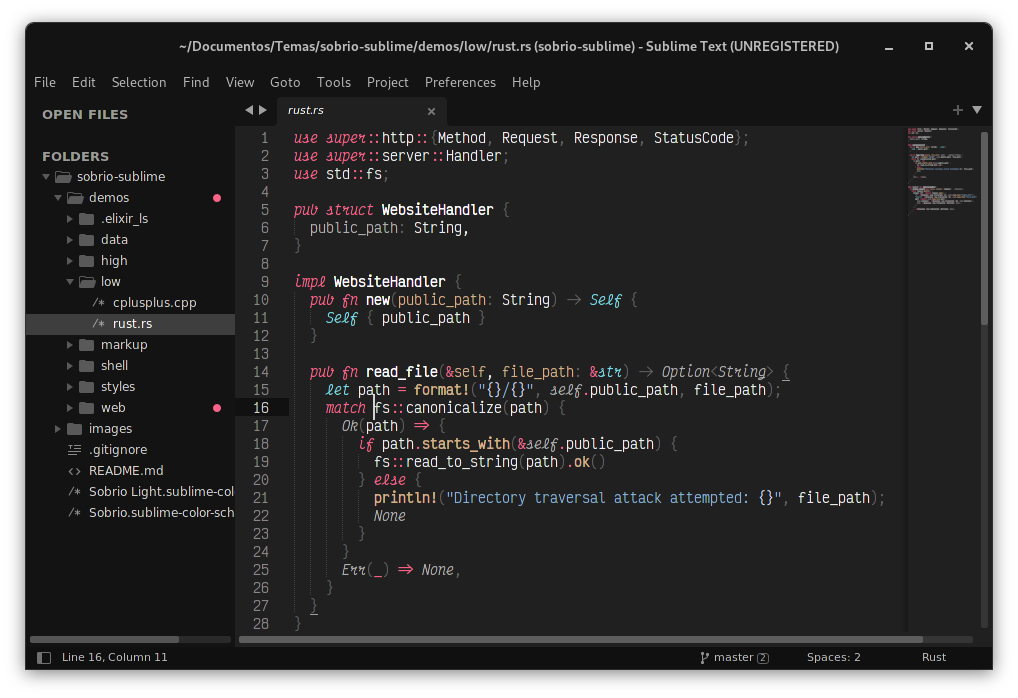 ~/Documentos/Temas/sobrio-sublime/demos/low/rust.rs (sobrio-sublime) - Sublime Text (UNREGISTERED)
File Edit Selection Find View Goto Tools Project Preferences Help
OPEN FILES
FOLDERS
sobrio-sublime
demos
.elixir_ls
data
high
low
/* cplusplus.cpp
/* rust.rs
markup
shell
styles
web
images
.gitignore
<> README.md
/* Sobrio Light.sublime-col
/* Sobrio.sublime-color-sch
rust.rs
1 use super::http::{Method, Request, Response, StatusCode};
2 use super::server::Handler;
3 use std::fs;
4
5 pub struct WebsiteHandler {
6   public_path: String,
7 }
8
9 impl WebsiteHandler {
10   pub fn new(public_path: String) -> Self {
11     Self { public_path }
12   }
13
14   pub fn read_file(&self, file_path: &str) -> Option<String> {
15     let path = format!("{}/{}", self.public_path, file_path);
16     match fs::canonicalize(path) {
17       Ok(path) => {
18         if path.starts_with(&self.public_path) {
19           fs::read_to_string(path).ok()
20         } else {
21           println!("Directory traversal attack attempted: {}", file_path);
22           None
23         }
24       }
25       Err(_) => None,
26     }
27   }
28 }
Line 16, Column 11
master 2
Spaces: 2
Rust